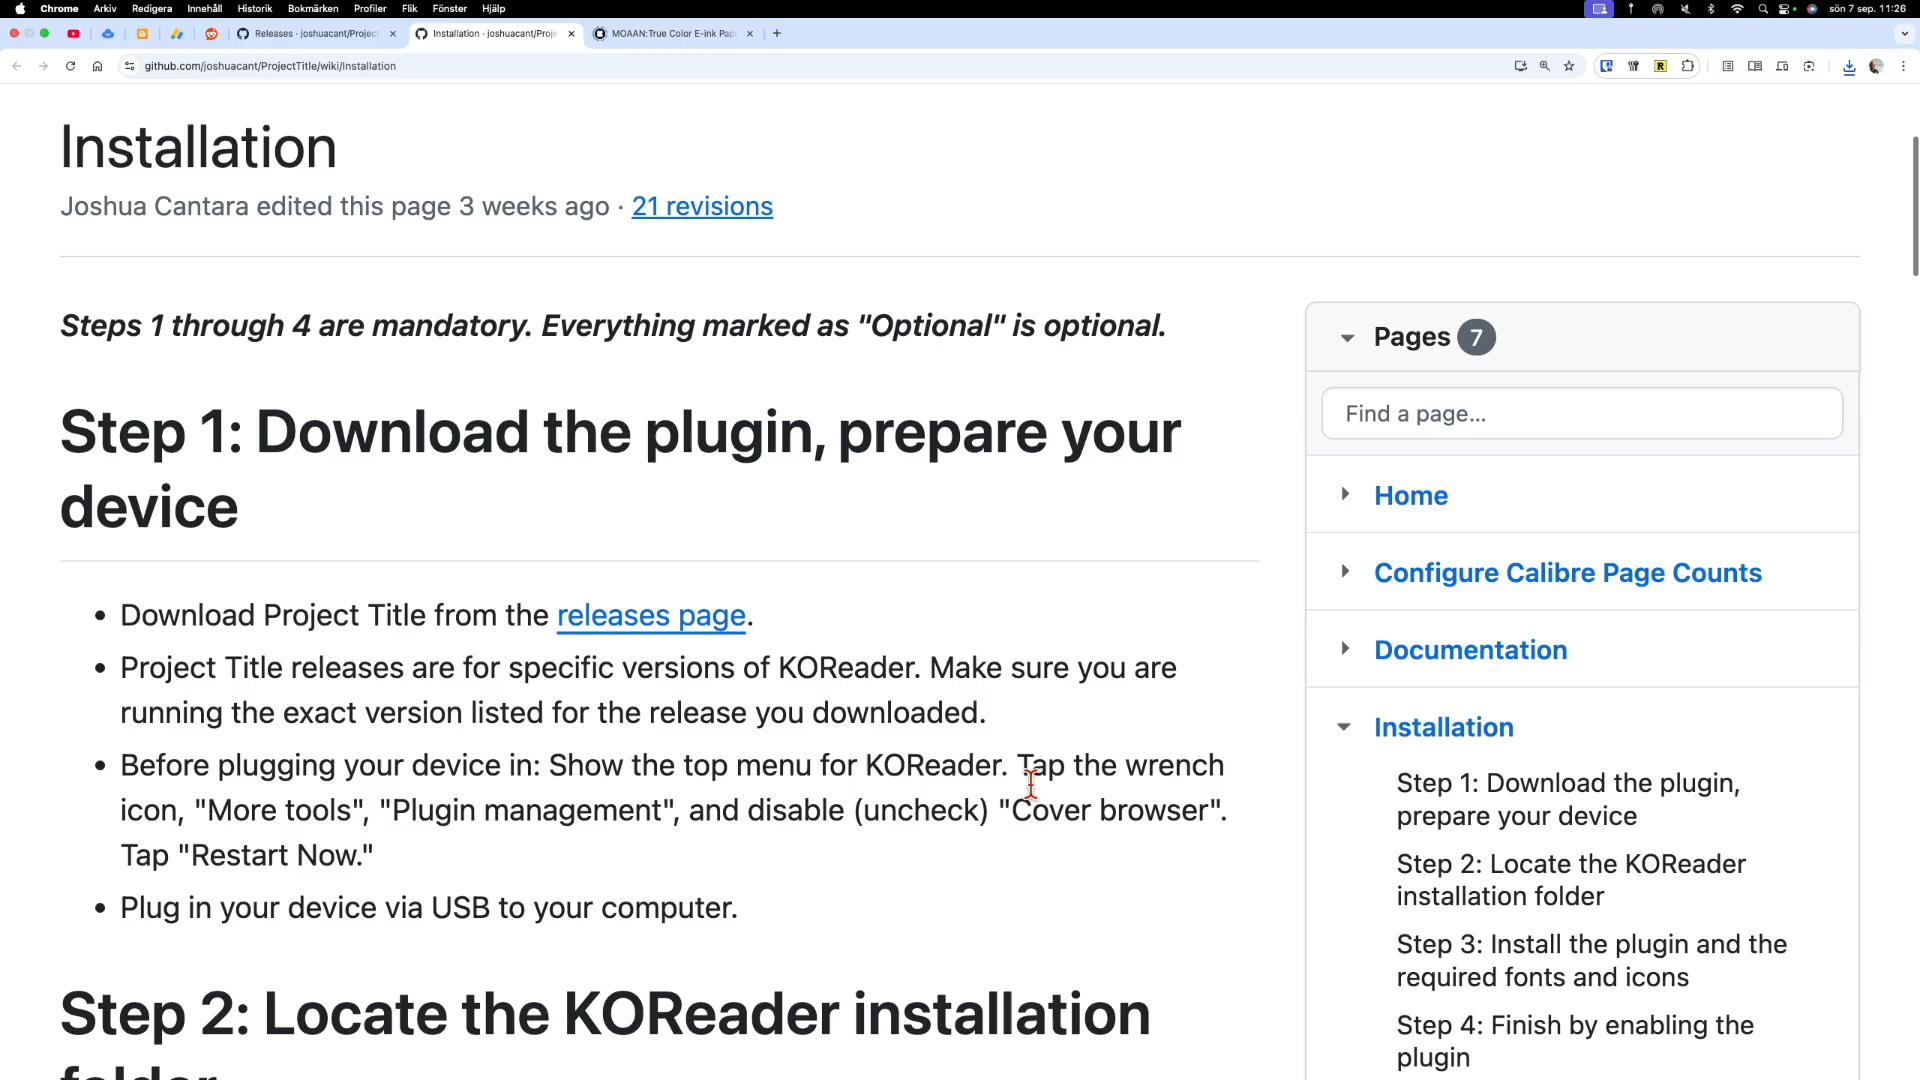 Chrome Arkiv Redigera Innehåll Historik Bokmärken Profiler Flik Fönster Hjälp sön 7 sep. 11:26
Releases · joshuacant/Project Installation · joshuacant/Proje MOAAN:True Color E-ink Pap
github.com/joshuacant/ProjectTitle/wiki/Installation
Installation
Joshua Cantara edited this page 3 weeks ago · 21 revisions
Steps 1 through 4 are mandatory. Everything marked as "Optional" is optional.
Step 1: Download the plugin, prepare your
device
• Download Project Title from the releases page.
• Project Title releases are for specific versions of KOReader. Make sure you are
running the exact version listed for the release you downloaded.
• Before plugging your device in: Show the top menu for KOReader. Tap the wrench
icon, "More tools", "Plugin management", and disable (uncheck) "Cover browser".
Tap "Restart Now."
• Plug in your device via USB to your computer.
Step 2: Locate the KOReader installation
folder
Pages 7
Find a page...
Home
Configure Calibre Page Counts
Documentation
Installation
Step 1: Download the plugin,
prepare your device
Step 2: Locate the KOReader
installation folder
Step 3: Install the plugin and the
required fonts and icons
Step 4: Finish by enabling the
plugin